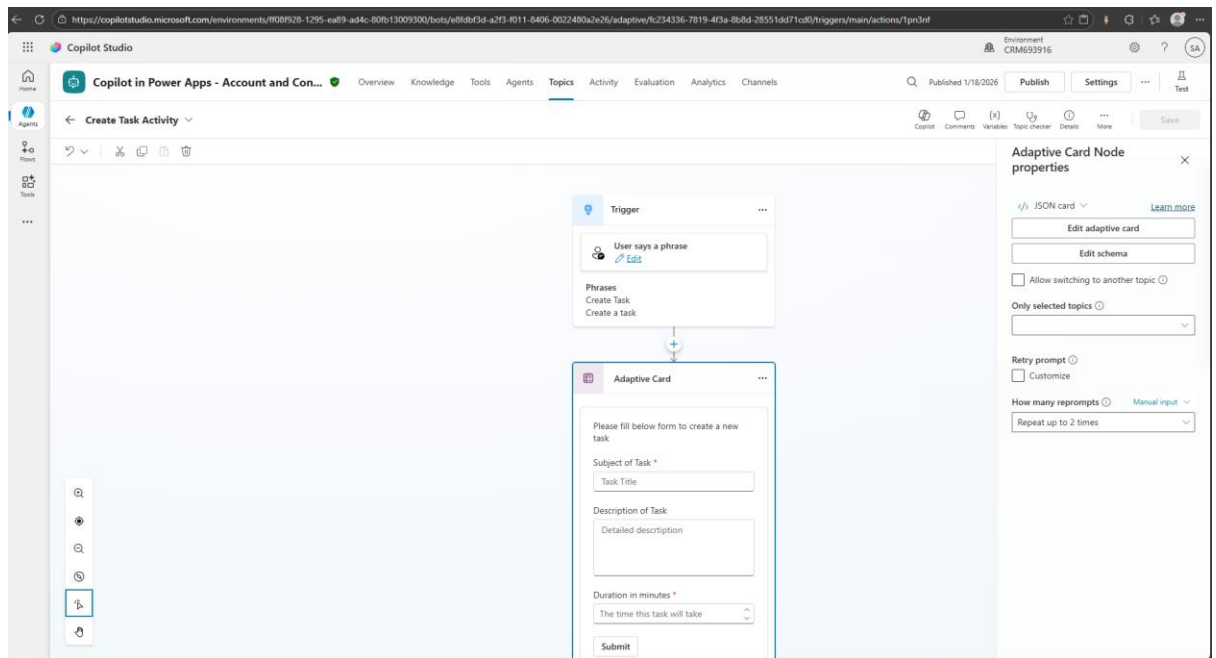 https://copilotstudio.microsoft.com/environments/ff08f928-1295-ea89-ad4c-80fb13009300/bots/e8fdbf3d-a2f3-f011-8406-0022480a2e26/adaptive/fc234336-7819-4f3a-8b8d-28551dd71cd0/triggers/main/actions/1pn3nf
Copilot Studio
Environment
CRM693916
SA
Home
Copilot in Power Apps - Account and Con...
Overview Knowledge Tools Agents Topics Activity Evaluation Analytics Channels
Published 1/18/2026
Publish
Settings
Test
Agents
Create Task Activity
Copilot Comments Variables Topic checker Details More
Save
Flows
Tools
Adaptive Card Node properties
JSON card
Learn more
Edit adaptive card
Edit schema
Allow switching to another topic
Only selected topics
Retry prompt
Customize
How many reprompts
Manual input
Repeat up to 2 times
Trigger
User says a phrase
Edit
Phrases
Create Task
Create a task
Adaptive Card
Please fill below form to create a new
task
Subject of Task *
Task Title
Description of Task
Detailed descrtiption
Duration in minutes *
The time this task will take
Submit